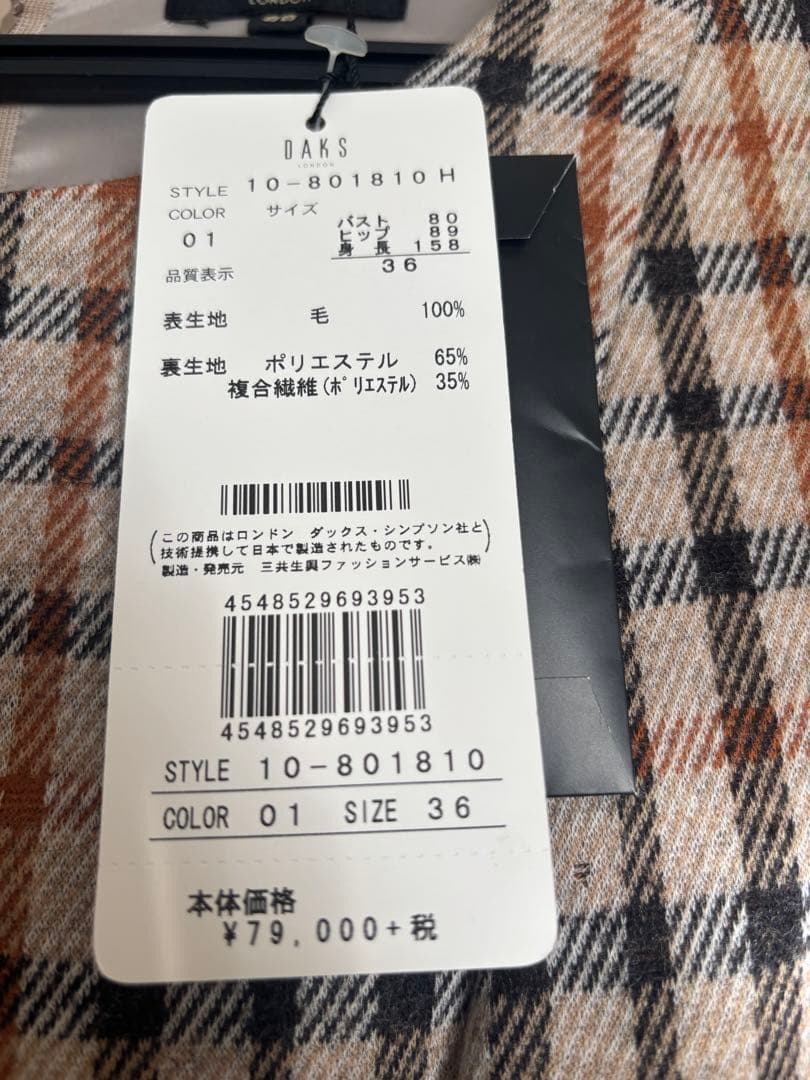 LONDON
DAKS
LONDON
STYLE 10-801810 H
COLOR サイズ
01
バスト 80
ヒップ 89
身長 158
36
品質表示
表生地 毛 100%
裏生地 ポリエステル 65%
複合繊維(ポリエステル) 35%
(この商品はロンドン ダックス・シンプソン社と
技術提携して日本で製造されたものです。)
製造・発売元 三共生興ファッションサービス㈱
4548529693953
4548529693953
STYLE 10-801810
COLOR 01 SIZE 36
本体価格
¥79,000+税